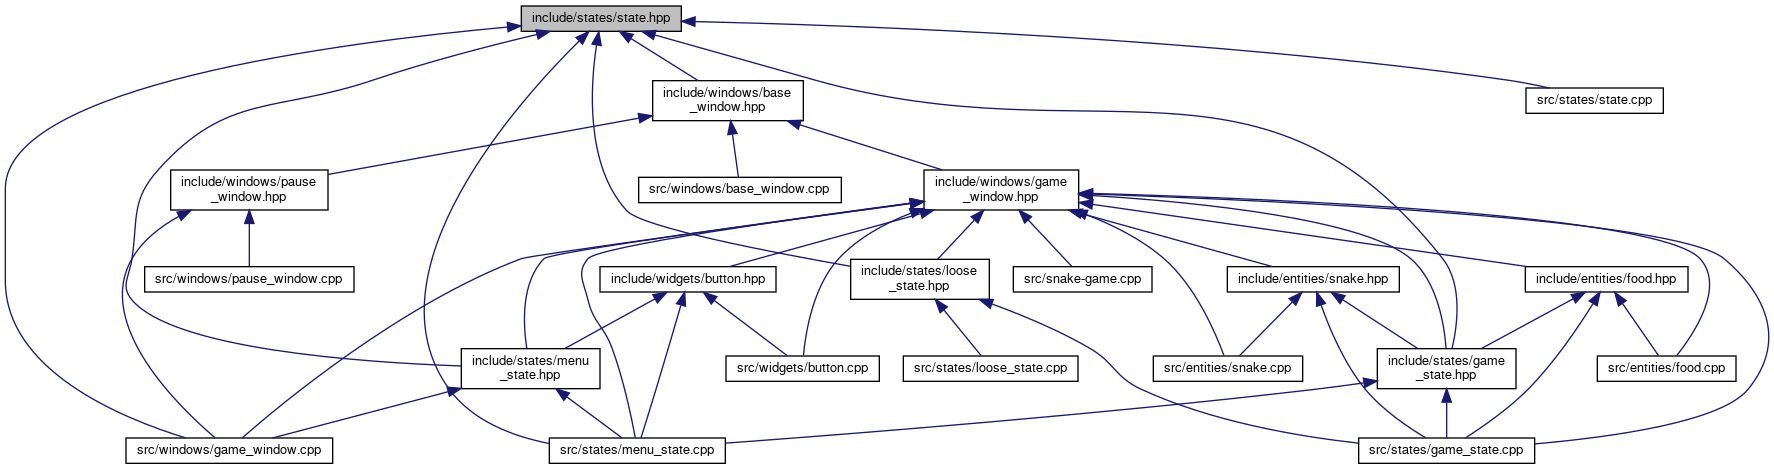 include/states/state.hpp
include/windows/base
_window.hpp
src/states/state.cpp
include/windows/pause
_window.hpp
src/windows/base_window.cpp
include/windows/game
_window.hpp
src/windows/pause_window.cpp
include/widgets/button.hpp
include/states/loose
_state.hpp
src/snake-game.cpp
include/entities/snake.hpp
include/entities/food.hpp
include/states/menu
_state.hpp
src/widgets/button.cpp
src/states/loose_state.cpp
src/entities/snake.cpp
include/states/game
_state.hpp
src/entities/food.cpp
src/windows/game_window.cpp
src/states/menu_state.cpp
src/states/game_state.cpp